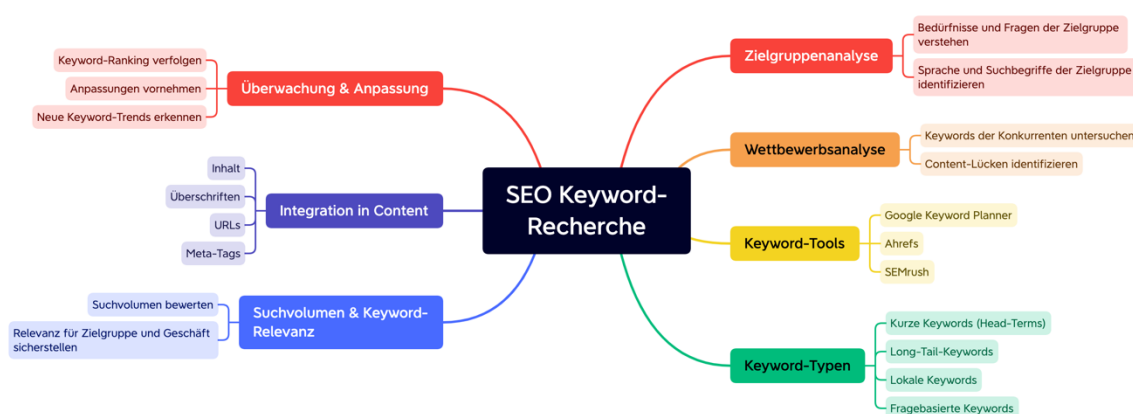 SEO Keyword-
Recherche
Zielgruppenanalyse
Bedürfnisse und Fragen der Zielgruppe
verstehen
Sprache und Suchbegriffe der Zielgruppe
identifizieren
Wettbewerbsanalyse
Keywords der Konkurrenten untersuchen
Content-Lücken identifizieren
Keyword-Tools
Google Keyword Planner
Ahrefs
SEMrush
Keyword-Typen
Kurze Keywords (Head-Terms)
Long-Tail-Keywords
Lokale Keywords
Fragebasierte Keywords
Suchvolumen & Keyword-
Relevanz
Suchvolumen bewerten
Relevanz für Zielgruppe und Geschäft
sicherstellen
Integration in Content
Inhalt
Überschriften
URLs
Meta-Tags
Überwachung & Anpassung
Keyword-Ranking verfolgen
Anpassungen vornehmen
Neue Keyword-Trends erkennen